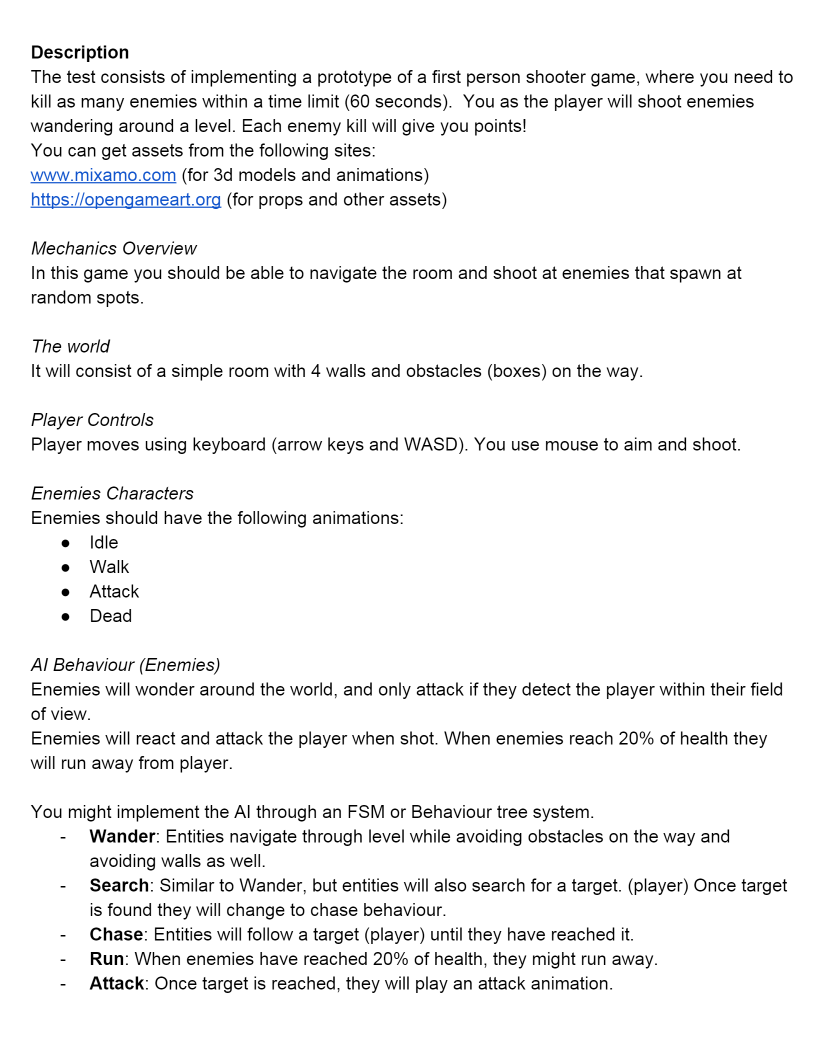 Description
The test consists of implementing a prototype of a first person shooter game, where you need to
kill as many enemies within a time limit (60 seconds).  You as the player will shoot enemies
wandering around a level. Each enemy kill will give you points!
You can get assets from the following sites:
www.mixamo.com (for 3d models and animations)
https://opengameart.org (for props and other assets)
Mechanics Overview
In this game you should be able to navigate the room and shoot at enemies that spawn at
random spots.
The world
It will consist of a simple room with 4 walls and obstacles (boxes) on the way.
Player Controls
Player moves using keyboard (arrow keys and WASD). You use mouse to aim and shoot.
Enemies Characters
Enemies should have the following animations:
● Idle
● Walk
● Attack
● Dead
AI Behaviour (Enemies)
Enemies will wonder around the world, and only attack if they detect the player within their field
of view.
Enemies will react and attack the player when shot. When enemies reach 20% of health they
will run away from player.
You might implement the AI through an FSM or Behaviour tree system.
- Wander: Entities navigate through level while avoiding obstacles on the way and
avoiding walls as well.
- Search: Similar to Wander, but entities will also search for a target. (player) Once target
is found they will change to chase behaviour.
- Chase: Entities will follow a target (player) until they have reached it.
- Run: When enemies have reached 20% of health, they might run away.
- Attack: Once target is reached, they will play an attack animation.